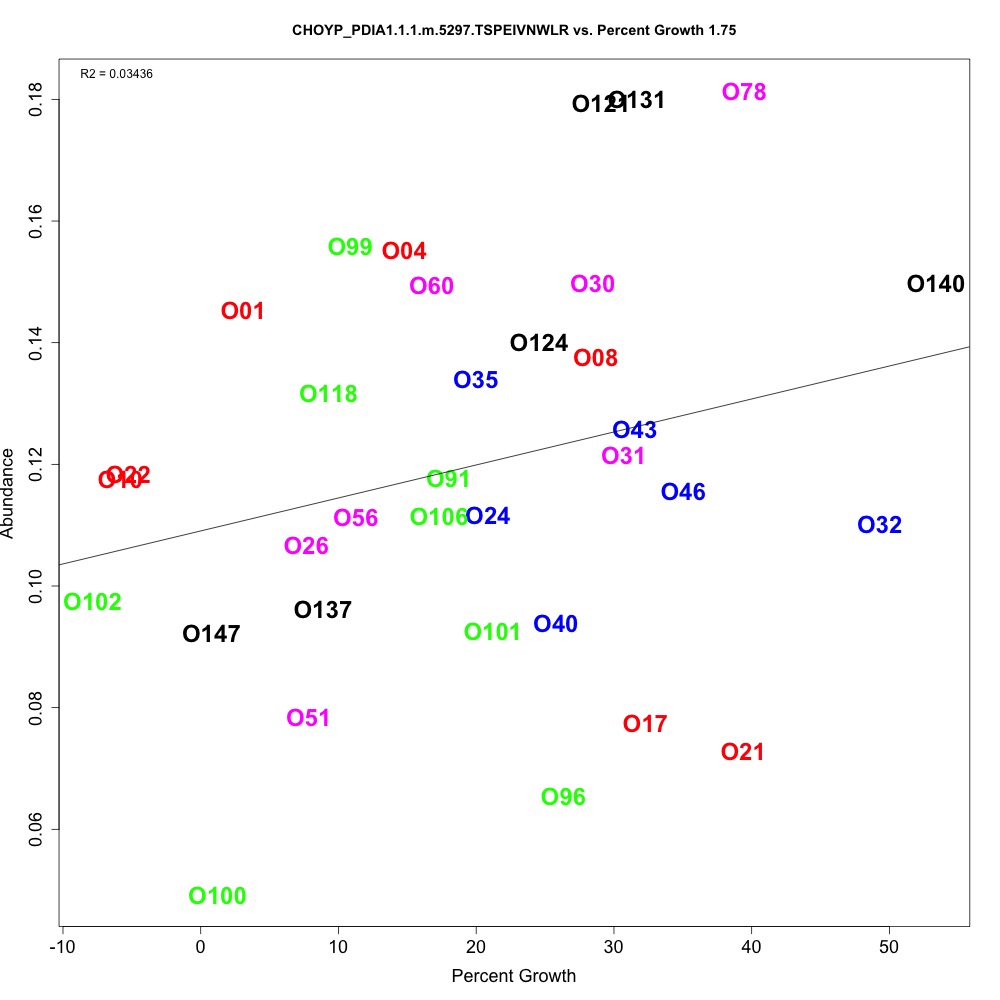 CHOYP_PDIA1.1.1.m.5297.TSPEIVNWLR vs. Percent Growth 1.75
R2 = 0.03436
0.18
O121
O131
O78
0.16
O99
O04
O60
O30
O140
O01
0.14
O124
O08
O35
O118
O43
O31
0.12
O22
O10
O91
O46
O56
O106
O24
O32
O26
0.10
O102
O137
O147
O101
O40
0.08
O51
O17
O21
O96
0.06
O100
Abundance
-10 0 10 20 30 40 50
Percent Growth